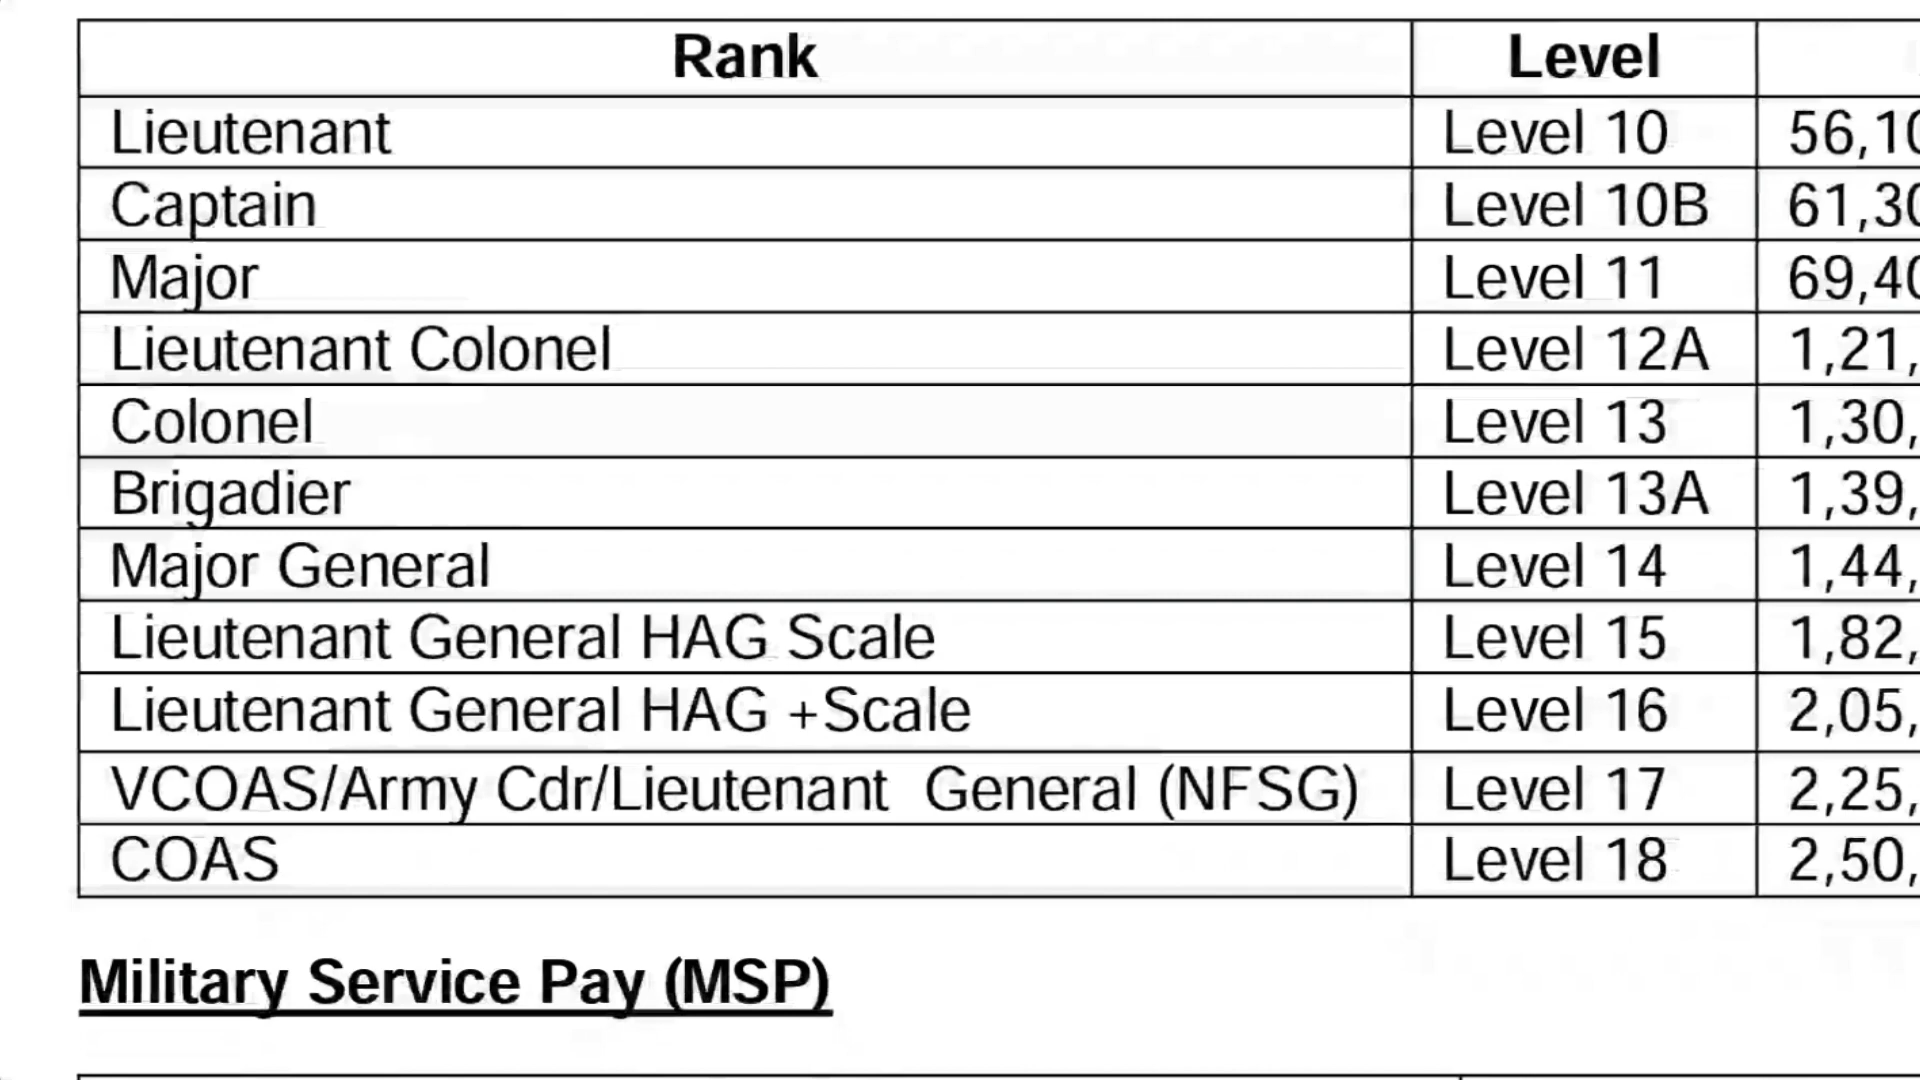 Rank Level
Lieutenant Level 10 56,10
Captain Level 10B 61,30
Major Level 11 69,40
Lieutenant Colonel Level 12A 1,21,
Colonel Level 13 1,30,
Brigadier Level 13A 1,39,
Major General Level 14 1,44,
Lieutenant General HAG Scale Level 15 1,82,
Lieutenant General HAG +Scale Level 16 2,05,
VCOAS/Army Cdr/Lieutenant General (NFSG) Level 17 2,25,
COAS Level 18 2,50,
Military Service Pay (MSP)